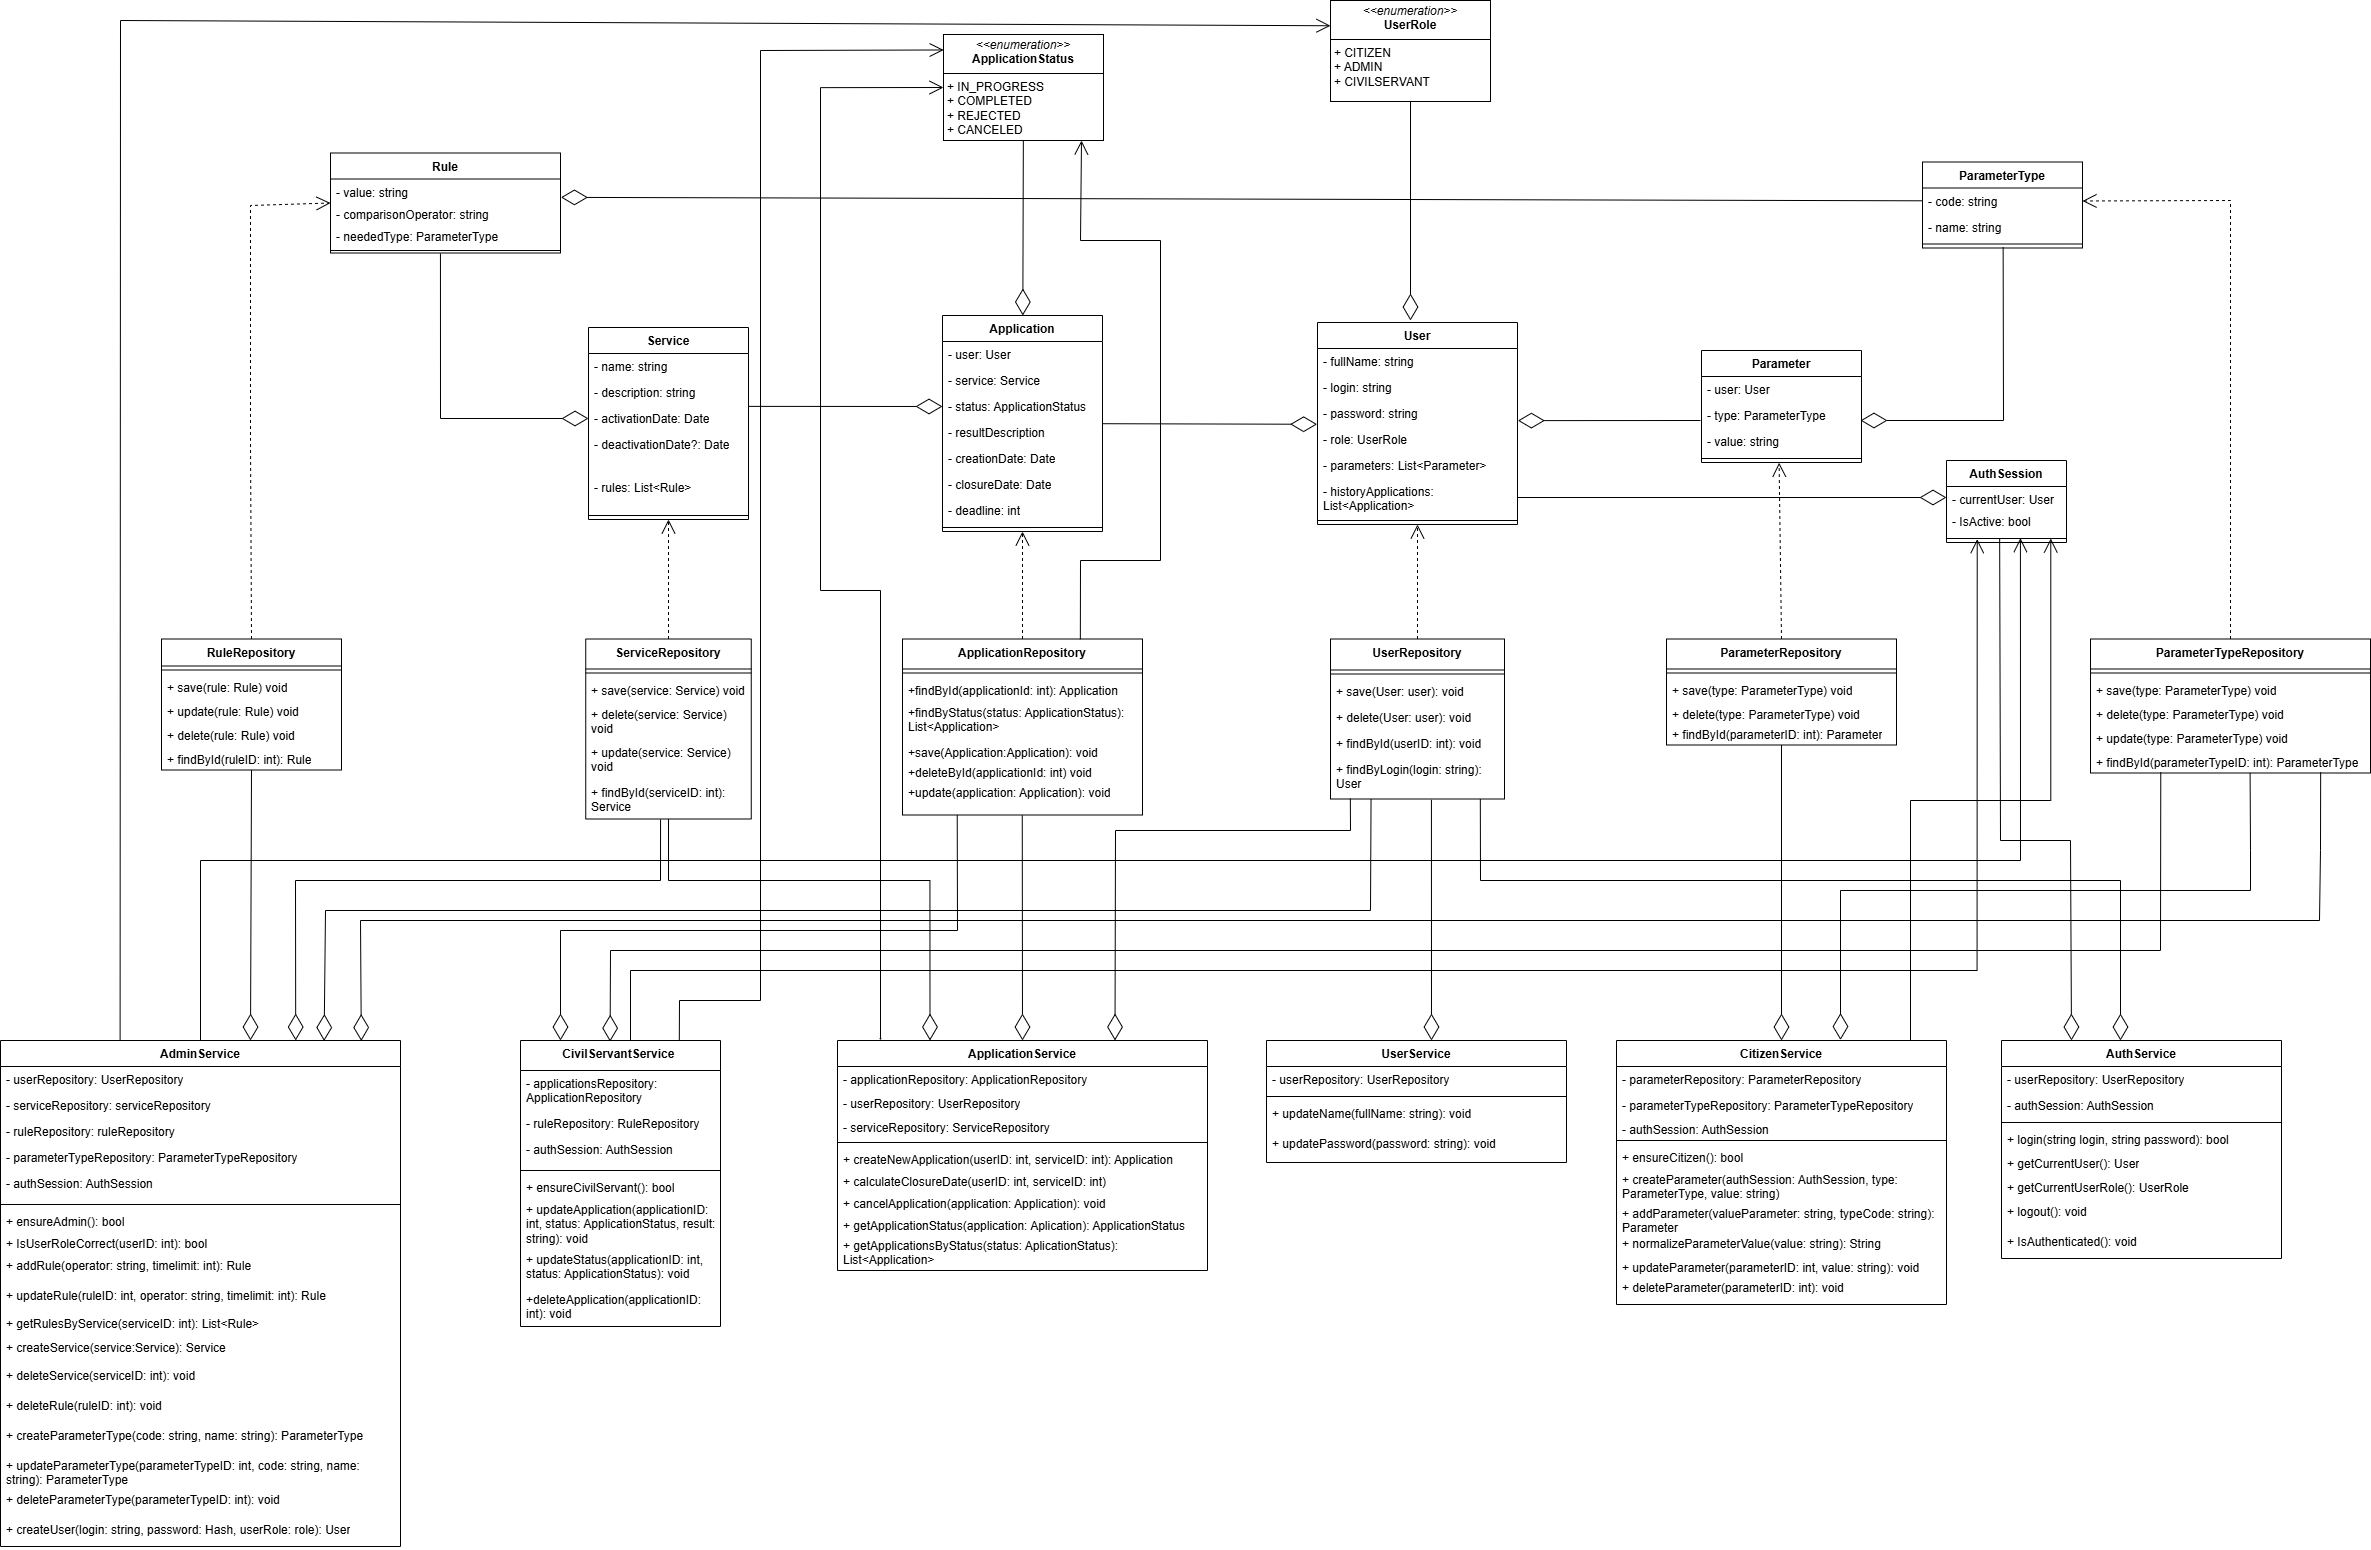 <<enumeration>>
UserRole
+ CITIZEN
+ ADMIN
+ CIVILSERVANT
<<enumeration>>
ApplicationStatus
+ IN_PROGRESS
+ COMPLETED
+ REJECTED
+ CANCELED
Rule
- value: string
- comparisonOperator: string
- neededType: ParameterType
ParameterType
- code: string
- name: string
Service
- name: string
- description: string
- activationDate: Date
- deactivationDate?: Date
- rules: List<Rule>
Application
- user: User
- service: Service
- status: ApplicationStatus
- resultDescription
- creationDate: Date
- closureDate: Date
- deadline: int
User
- fullName: string
- login: string
- password: string
- role: UserRole
- parameters: List<Parameter>
- historyApplications:
List<Application>
Parameter
- user: User
- type: ParameterType
- value: string
AuthSession
- currentUser: User
- IsActive: bool
RuleRepository
+ save(rule: Rule) void
+ update(rule: Rule) void
+ delete(rule: Rule) void
+ findById(ruleID: int): Rule
ServiceRepository
+ save(service: Service) void
+ delete(service: Service)
void
+ update(service: Service)
void
+ findById(serviceID: int):
Service
ApplicationRepository
+findById(applicationId: int): Application
+findByStatus(status: ApplicationStatus):
List<Application>
+save(Application:Application): void
+deleteById(applicationId: int) void
+update(application: Application): void
UserRepository
+ save(User: user): void
+ delete(User: user): void
+ findById(userID: int): void
+ findByLogin(login: string):
User
ParameterRepository
+ save(type: ParameterType) void
+ delete(type: ParameterType) void
+ findById(parameterID: int): Parameter
ParameterTypeRepository
+ save(type: ParameterType) void
+ delete(type: ParameterType) void
+ update(type: ParameterType) void
+ findById(parameterTypeID: int): ParameterType
AdminService
- userRepository: UserRepository
- serviceRepository: serviceRepository
- ruleRepository: ruleRepository
- parameterTypeRepository: ParameterTypeRepository
- authSession: AuthSession
+ ensureAdmin(): bool
+ IsUserRoleCorrect(userID: int): bool
+ addRule(operator: string, timelimit: int): Rule
+ updateRule(ruleID: int, operator: string, timelimit: int): Rule
+ getRulesByService(serviceID: int): List<Rule>
+ createService(service:Service): Service
+ deleteService(serviceID: int): void
+ deleteRule(ruleID: int): void
+ createParameterType(code: string, name: string): ParameterType
+ updateParameterType(parameterTypeID: int, code: string, name:
string): ParameterType
+ deleteParameterType(parameterTypeID: int): void
+ createUser(login: string, password: Hash, userRole: role): User
CivilServantService
- applicationsRepository:
ApplicationRepository
- ruleRepository: RuleRepository
- authSession: AuthSession
+ ensureCivilServant(): bool
+ updateApplication(applicationID:
int, status: ApplicationStatus, result:
string): void
+ updateStatus(applicationID: int,
status: ApplicationStatus): void
+deleteApplication(applicationID:
int): void
ApplicationService
- applicationRepository: ApplicationRepository
- userRepository: UserRepository
- serviceRepository: ServiceRepository
+ createNewApplication(userID: int, serviceID: int): Application
+ calculateClosureDate(userID: int, serviceID: int)
+ cancelApplication(application: Application): void
+ getApplicationStatus(application: Aplication): ApplicationStatus
+ getApplicationsByStatus(status: AplicationStatus):
List<Application>
UserService
- userRepository: UserRepository
+ updateName(fullName: string): void
+ updatePassword(password: string): void
CitizenService
- parameterRepository: ParameterRepository
- parameterTypeRepository: ParameterTypeRepository
- authSession: AuthSession
+ ensureCitizen(): bool
+ createParameter(authSession: AuthSession, type:
ParameterType, value: string)
+ addParameter(valueParameter: string, typeCode: string):
Parameter
+ normalizeParameterValue(value: string): String
+ updateParameter(parameterID: int, value: string): void
+ deleteParameter(parameterID: int): void
AuthService
- userRepository: UserRepository
- authSession: AuthSession
+ login(string login, string password): bool
+ getCurrentUser(): User
+ getCurrentUserRole(): UserRole
+ logout(): void
+ IsAuthenticated(): void